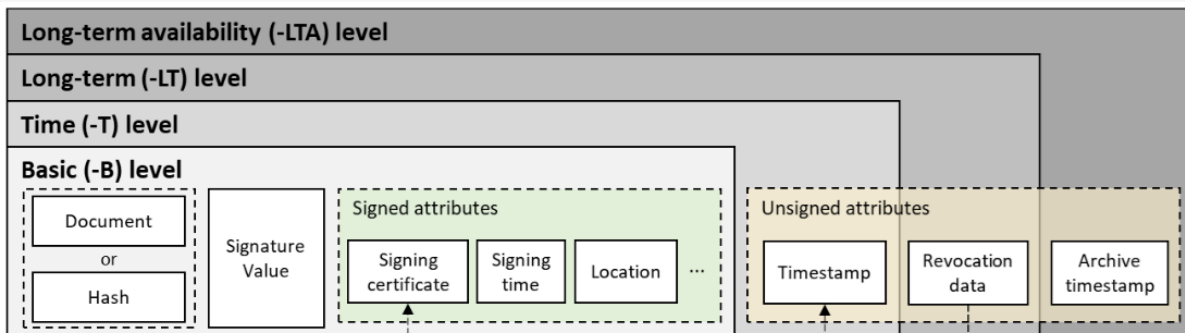 Long-term availability (-LTA) level
Long-term (-LT) level
Time (-T) level
Basic (-B) level
Document
or
Hash
Signature
Value
Signed attributes
Signing
certificate
Signing
time
Location
...
Unsigned attributes
Timestamp
Revocation
data
Archive
timestamp